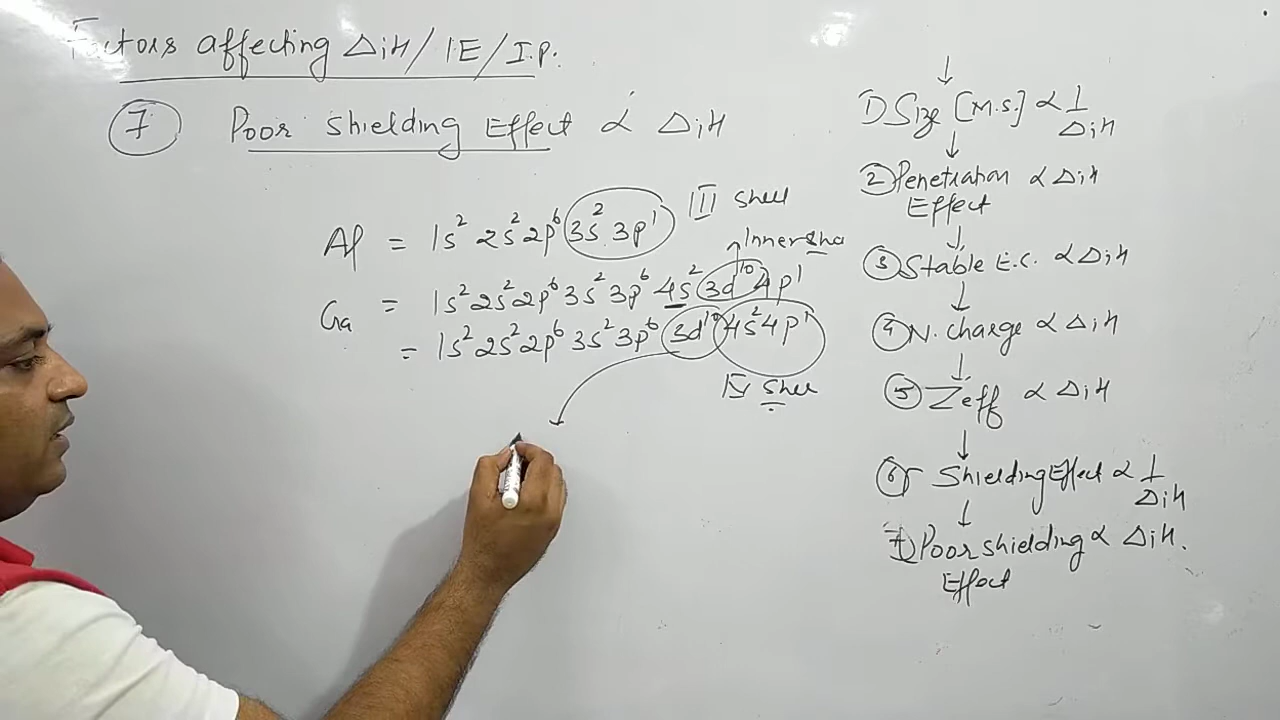 Factors affecting ΔiH / IE / I.P.
7 Poor Shielding Effect ∝ ΔiH
Al = 1s² 2s² 2p⁶ 3s² 3p¹ III Shell
Inner
Ga = 1s² 2s² 2p⁶ 3s² 3p⁶ 4s² 3d¹⁰ 4p¹
= 1s² 2s² 2p⁶ 3s² 3p⁶ 3d¹⁰ 4s² 4p¹
IV Shell
↓
1) Size [M.S.] ∝ 1/ΔiH
↓
2) Penetration ∝ ΔiH
Effect
↓
3) Stable E.C. ∝ ΔiH
↓
4) N. charge ∝ ΔiH
↓
5) Zeff ∝ ΔiH
↓
6) Shielding Effect ∝ 1/ΔiH
↓
7) Poor shielding ∝ ΔiH.
Effect